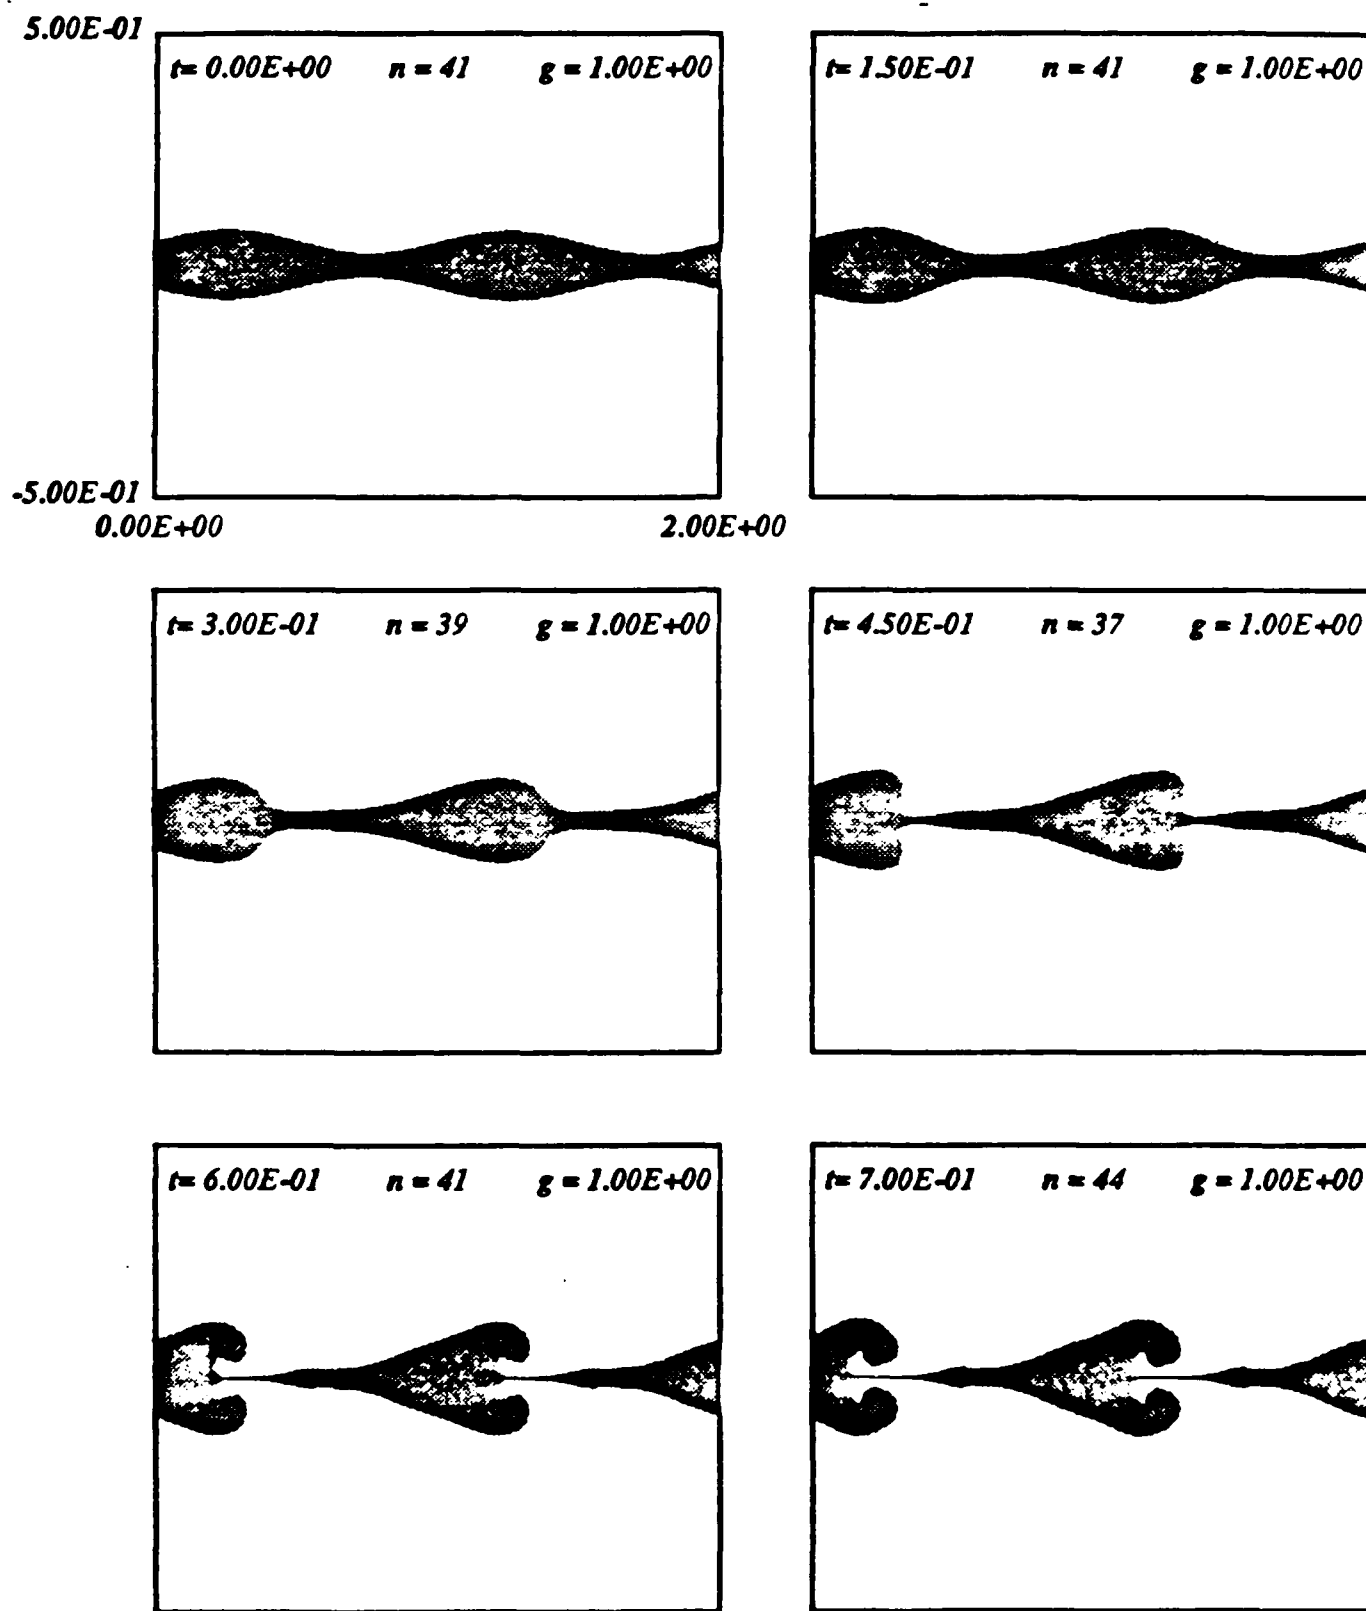 5.00E-01
t= 0.00E+00 n = 41 g = 1.00E+00
t= 1.50E-01 n = 41 g = 1.00E+00
-5.00E-01
0.00E+00 2.00E+00
t= 3.00E-01 n = 39 g = 1.00E+00
t= 4.50E-01 n = 37 g = 1.00E+00
t= 6.00E-01 n = 41 g = 1.00E+00
t= 7.00E-01 n = 44 g = 1.00E+00